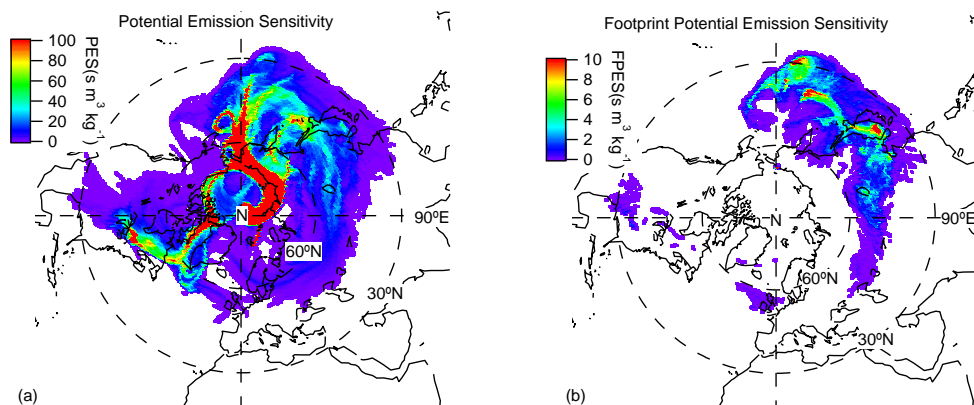 Potential Emission Sensitivity
100
80
60
40
20
0
PES(s m³ kg⁻¹)
N
90ºE
60ºN
30ºN
(a)
Footprint Potential Emission Sensitivity
10
8
6
4
2
0
FPES(s m³ kg⁻¹)
N
90ºE
60ºN
30ºN
(b)